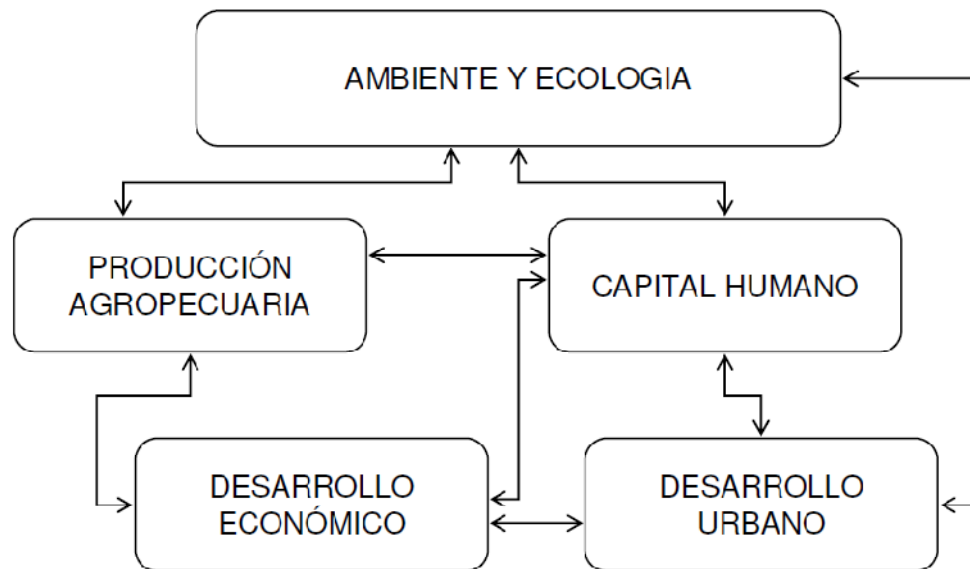 AMBIENTE Y ECOLOGIA
PRODUCCIÓN
AGROPECUARIA
CAPITAL HUMANO
DESARROLLO
ECONÓMICO
DESARROLLO
URBANO